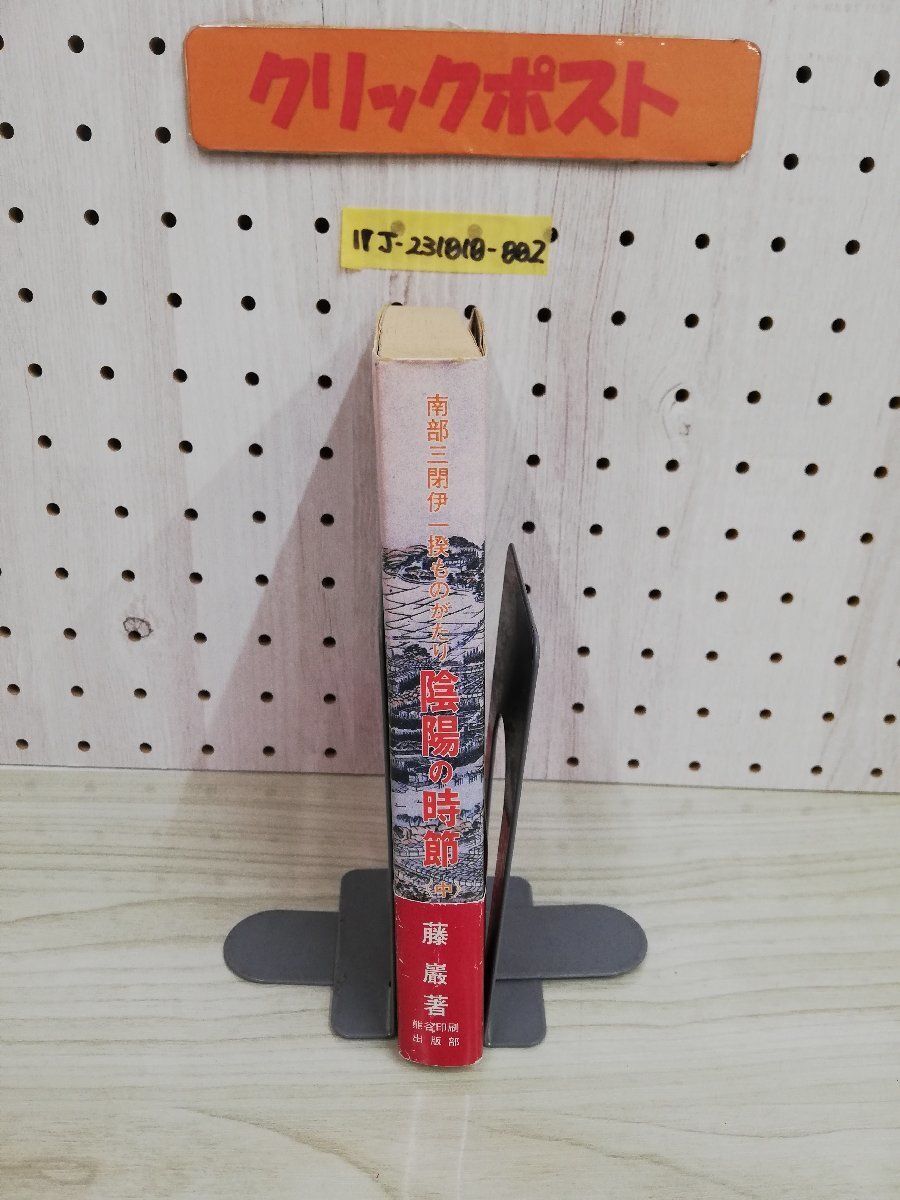 クリックポスト
17J-231010-002
南部三閉伊一揆ものがたり
陰陽の時節
(中)
藤巖著
熊谷印刷
出版部